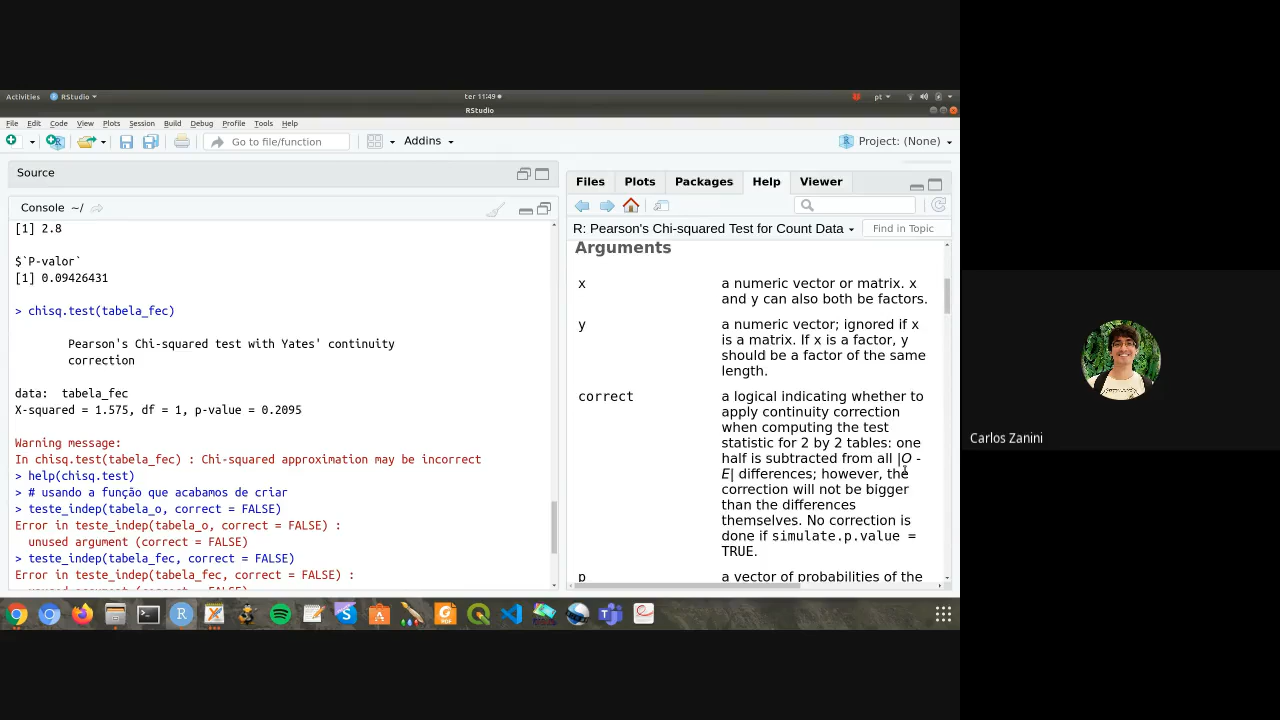 Activities
RStudio
ter 11:49
pt
RStudio
File Edit Code View Plots Session Build Debug Profile Tools Help
Go to file/function
Addins
Project: (None)
Source
Console ~/
[1] 2.8
$`P-valor`
[1] 0.09426431
> chisq.test(tabela_fec)
Pearson's Chi-squared test with Yates' continuity
correction
data: tabela_fec
X-squared = 1.575, df = 1, p-value = 0.2095
Warning message:
In chisq.test(tabela_fec) : Chi-squared approximation may be incorrect
> help(chisq.test)
> # usando a função que acabamos de criar
> teste_indep(tabela_o, correct = FALSE)
Error in teste_indep(tabela_o, correct = FALSE) :
unused argument (correct = FALSE)
> teste_indep(tabela_fec, correct = FALSE)
Error in teste_indep(tabela_fec, correct = FALSE) :
Files Plots Packages Help Viewer
R: Pearson's Chi-squared Test for Count Data
Find in Topic
Arguments
x
a numeric vector or matrix. x
and y can also both be factors.
y
a numeric vector; ignored if x
is a matrix. If x is a factor, y
should be a factor of the same
length.
correct
a logical indicating whether to
apply continuity correction
when computing the test
statistic for 2 by 2 tables: one
half is subtracted from all |O -
E| differences; however, the
correction will not be bigger
than the differences
themselves. No correction is
done if simulate.p.value =
TRUE.
p
a vector of probabilities of the
Carlos Zanini